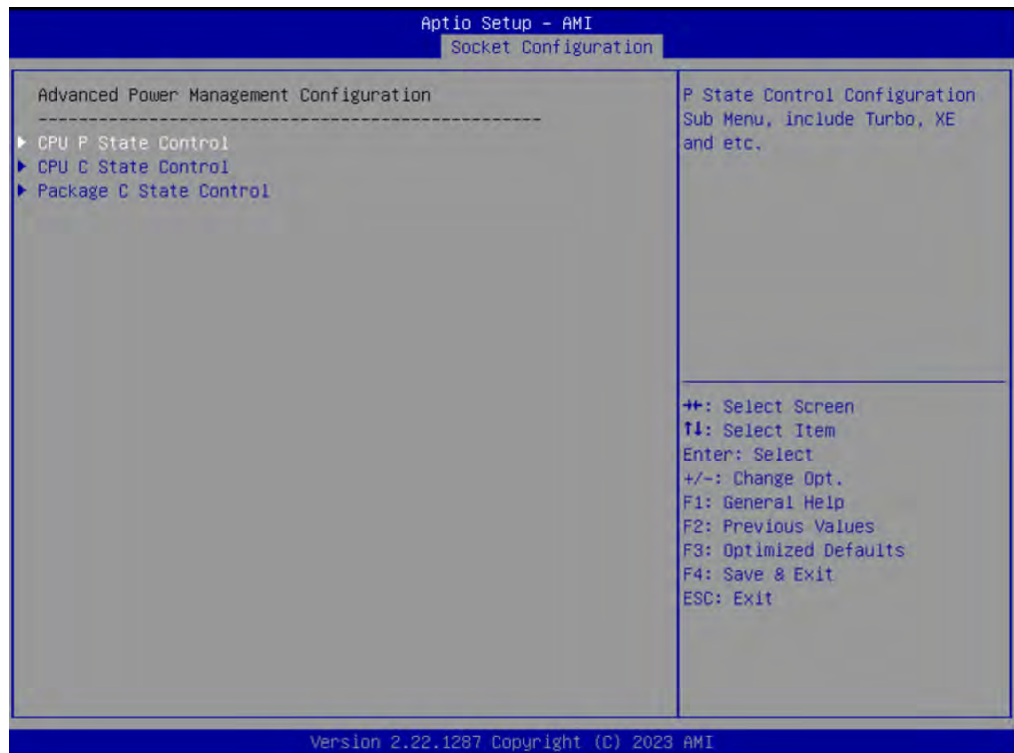 Aptio Setup – AMI
Socket Configuration
Advanced Power Management Configuration
--------------------------------------------------
CPU P State Control
CPU C State Control
Package C State Control
P State Control Configuration
Sub Menu, include Turbo, XE
and etc.
→←: Select Screen
↑↓: Select Item
Enter: Select
+/-: Change Opt.
F1: General Help
F2: Previous Values
F3: Optimized Defaults
F4: Save & Exit
ESC: Exit
Version 2.22.1287 Copyright (C) 2023 AMI